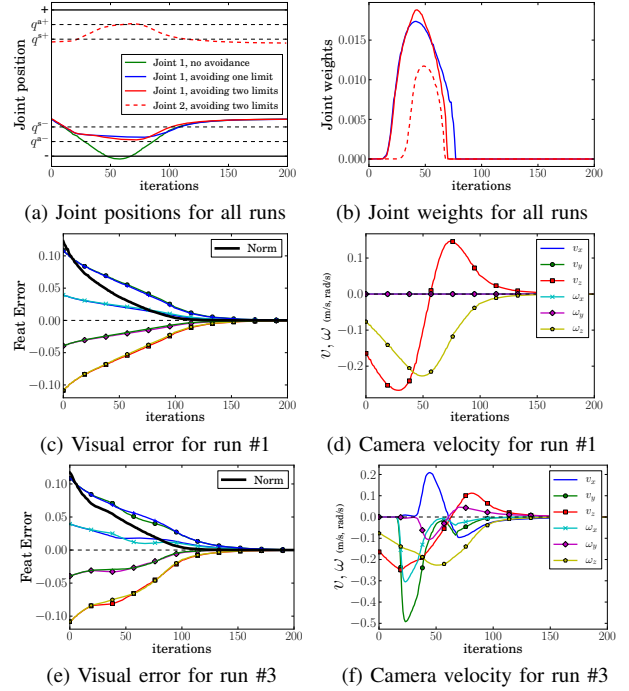 +
q^{a+}
q^{s+}
q^{s−}
q^{a−}
-
Joint position
Joint 1, no avoidance
Joint 1, avoiding one limit
Joint 1, avoiding two limits
Joint 2, avoiding two limits
0 50 100 150 200
iterations
(a) Joint positions for all runs
Joint weights
0.015
0.010
0.005
0.000
0 50 100 150 200
iterations
(b) Joint weights for all runs
Feat Error
0.10
0.05
0.00
−0.05
−0.10
Norm
0 50 100 150 200
iterations
(c) Visual error for run #1
v, ω (m/s, rad/s)
0.1
0.0
−0.1
−0.2
v_x
v_y
v_z
ω_x
ω_y
ω_z
0 50 100 150 200
iterations
(d) Camera velocity for run #1
Feat Error
0.10
0.05
0.00
−0.05
−0.10
Norm
0 50 100 150 200
iterations
(e) Visual error for run #3
v, ω (m/s, rad/s)
0.2
0.1
0.0
−0.1
−0.2
−0.3
−0.4
−0.5
v_x
v_y
v_z
ω_x
ω_y
ω_z
0 50 100 150 200
iterations
(f) Camera velocity for run #3